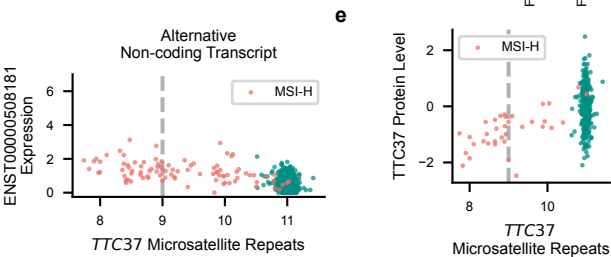 Alternative
Non-coding Transcript
ENST00000508181
Expression
6
4
2
0
MSI-H
8
9
10
11
TTC37 Microsatellite Repeats
e
F
F
TTC37 Protein Level
2
0
−2
MSI-H
8
10
TTC37
Microsatellite Repeats